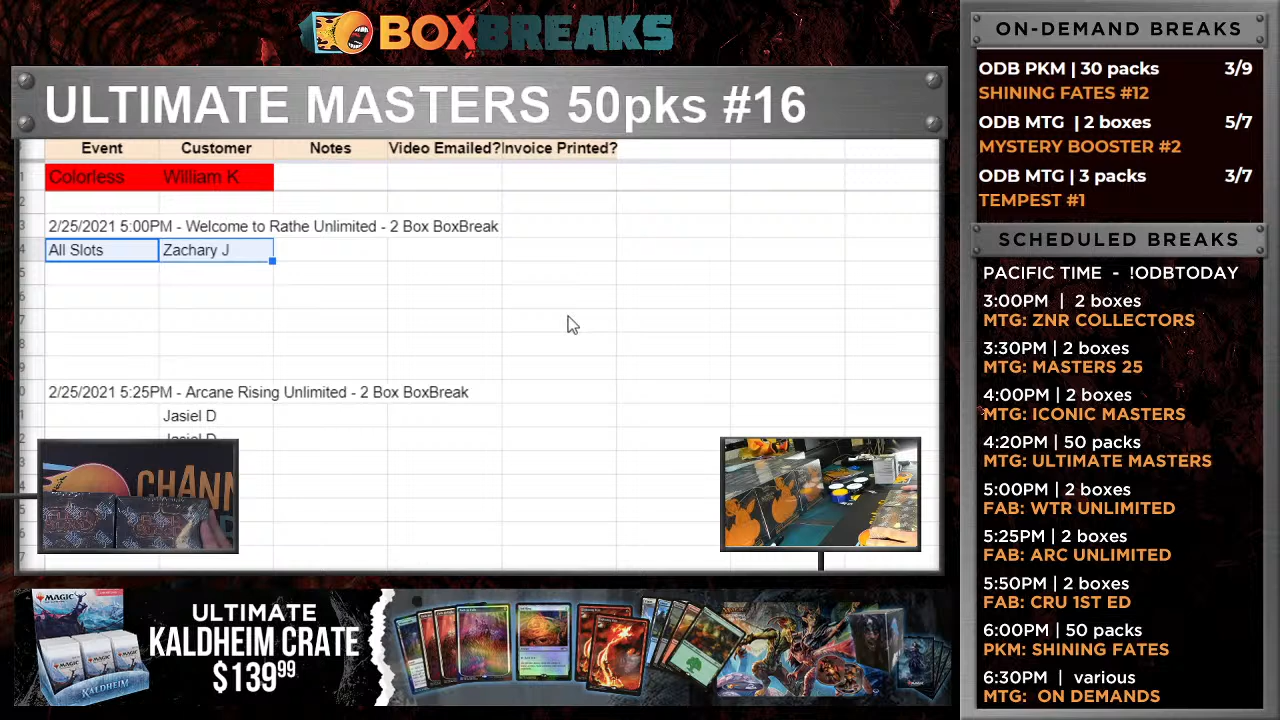 BOXBREAKS
ULTIMATE MASTERS 50pks #16
Event Customer Notes Video Emailed? Invoice Printed?
Colorless William K
2/25/2021 5:00PM - Welcome to Rathe Unlimited - 2 Box BoxBreak
All Slots Zachary J
2/25/2021 5:25PM - Arcane Rising Unlimited - 2 Box BoxBreak
Jasiel D
Jasiel D
CHANN
MAGIC
KALDHEIM
ULTIMATE
KALDHEIM CRATE
$13999
ON-DEMAND BREAKS
ODB PKM | 30 packs 3/9
SHINING FATES #12
ODB MTG | 2 boxes 5/7
MYSTERY BOOSTER #2
ODB MTG | 3 packs 3/7
TEMPEST #1
SCHEDULED BREAKS
PACIFIC TIME - !ODBTODAY
3:00PM | 2 boxes
MTG: ZNR COLLECTORS
3:30PM | 2 boxes
MTG: MASTERS 25
4:00PM | 2 boxes
MTG: ICONIC MASTERS
4:20PM | 50 packs
MTG: ULTIMATE MASTERS
5:00PM | 2 boxes
FAB: WTR UNLIMITED
5:25PM | 2 boxes
FAB: ARC UNLIMITED
5:50PM | 2 boxes
FAB: CRU 1ST ED
6:00PM | 50 packs
PKM: SHINING FATES
6:30PM | various
MTG: ON DEMANDS